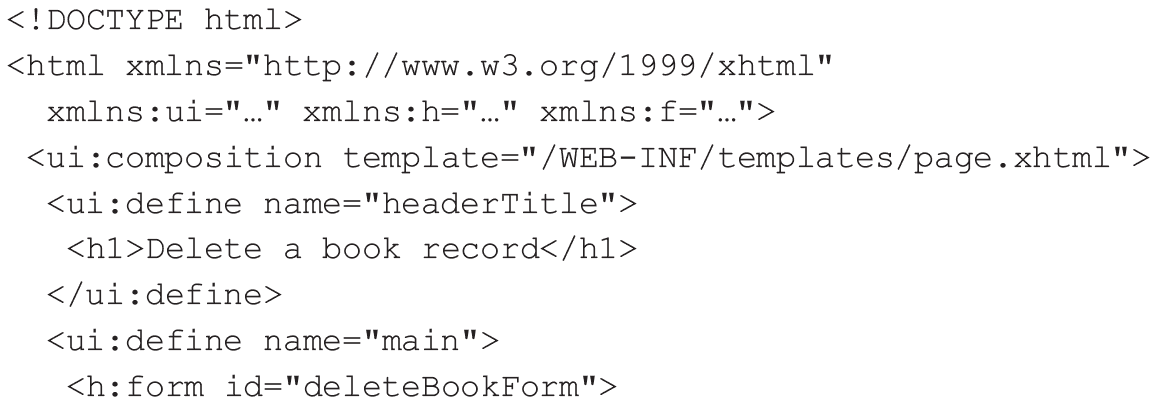 <!DOCTYPE html>
<html xmlns="http://www.w3.org/1999/xhtml"
  xmlns:ui="…" xmlns:h="…" xmlns:f="…">
 <ui:composition template="/WEB-INF/templates/page.xhtml">
  <ui:define name="headerTitle">
   <h1>Delete a book record</h1>
  </ui:define>
  <ui:define name="main">
   <h:form id="deleteBookForm">